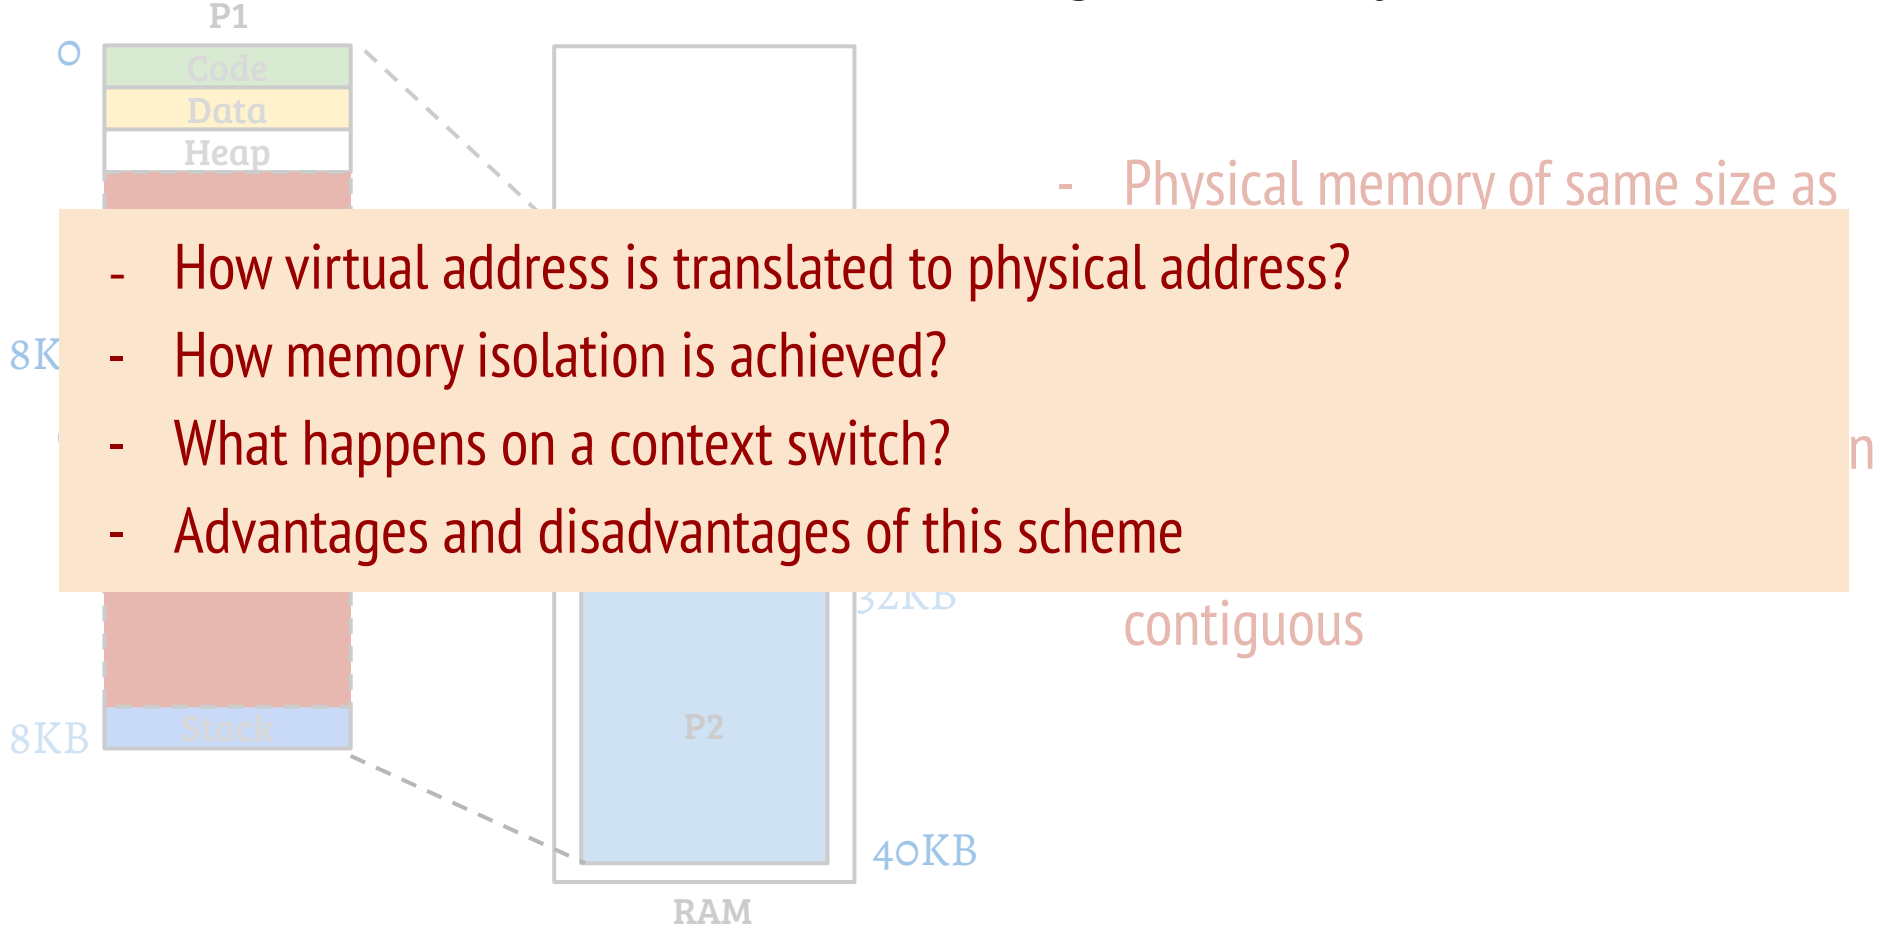 P1
0
Code
Data
Heap
- Physical memory of same size as
- How virtual address is translated to physical address?
8K
- How memory isolation is achieved?
- What happens on a context switch?
n
- Advantages and disadvantages of this scheme
32KB
contiguous
8KB
Stack
P2
40KB
RAM